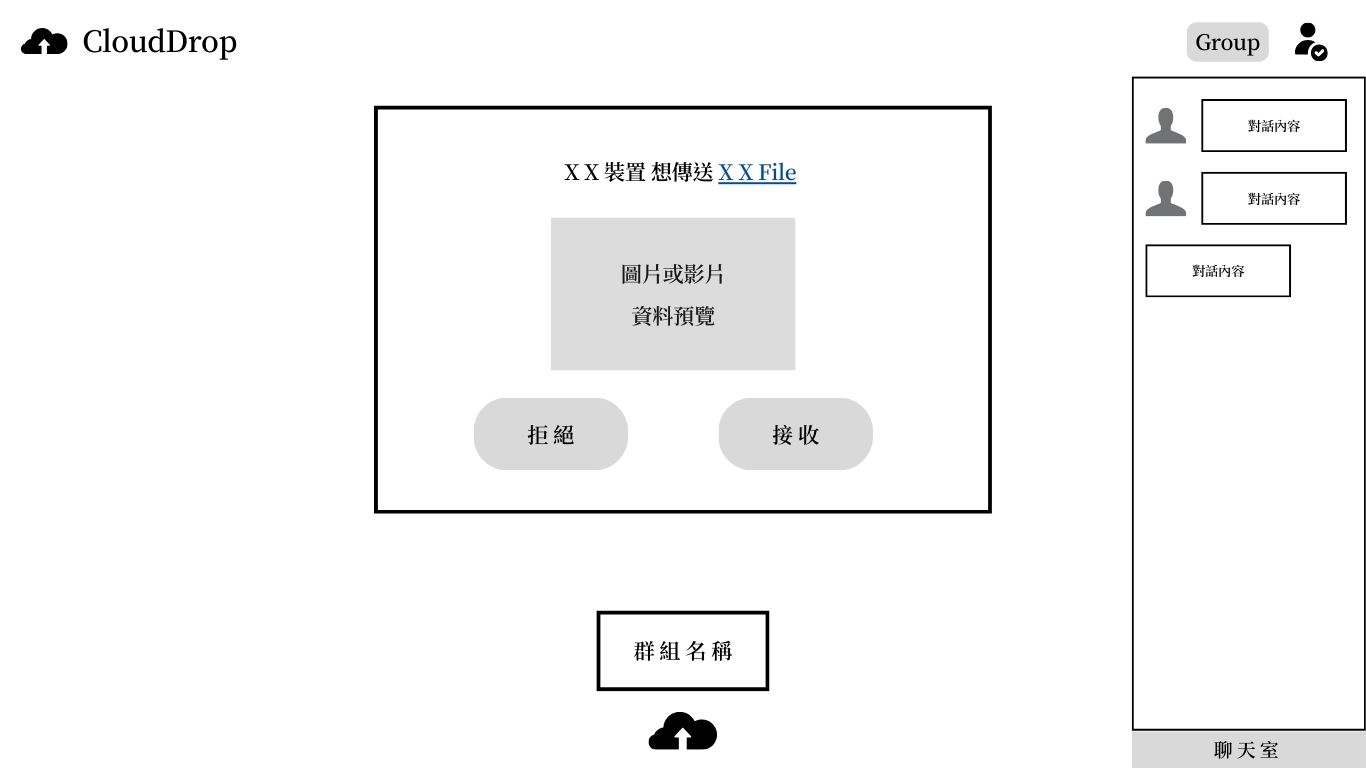 CloudDrop
Group
X X 裝置 想傳送 X X File
圖片或影片
資料預覽
拒絕
接收
群組名稱
對話內容
對話內容
對話內容
聊天室